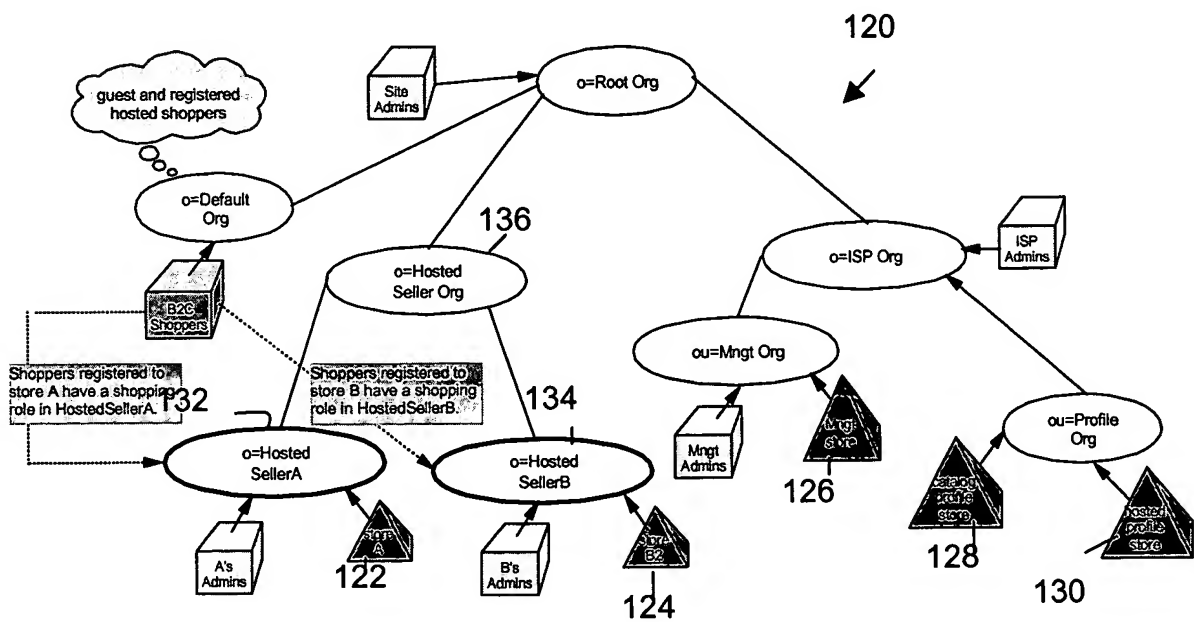 120
o=Root Org
Site
Admins
guest and registered
hosted shoppers
o=Default
Org
136
o=ISP Org
ISP
Admins
o=Hosted
Seller Org
B2C
Shoppers
ou=Mngt Org
Shoppers registered to
store A have a shopping
role in HostedSellerA.
132
Shoppers registered to
store B have a shopping
role in HostedSellerB.
134
ou=Profile
Org
Mngt
Admins
Mngt
store
126
o=Hosted
SellerA
o=Hosted
SellerB
catalog
profile
store
128
hosted
profile
store
130
A's
Admins
store
A
122
B's
Admins
Store
B2
124